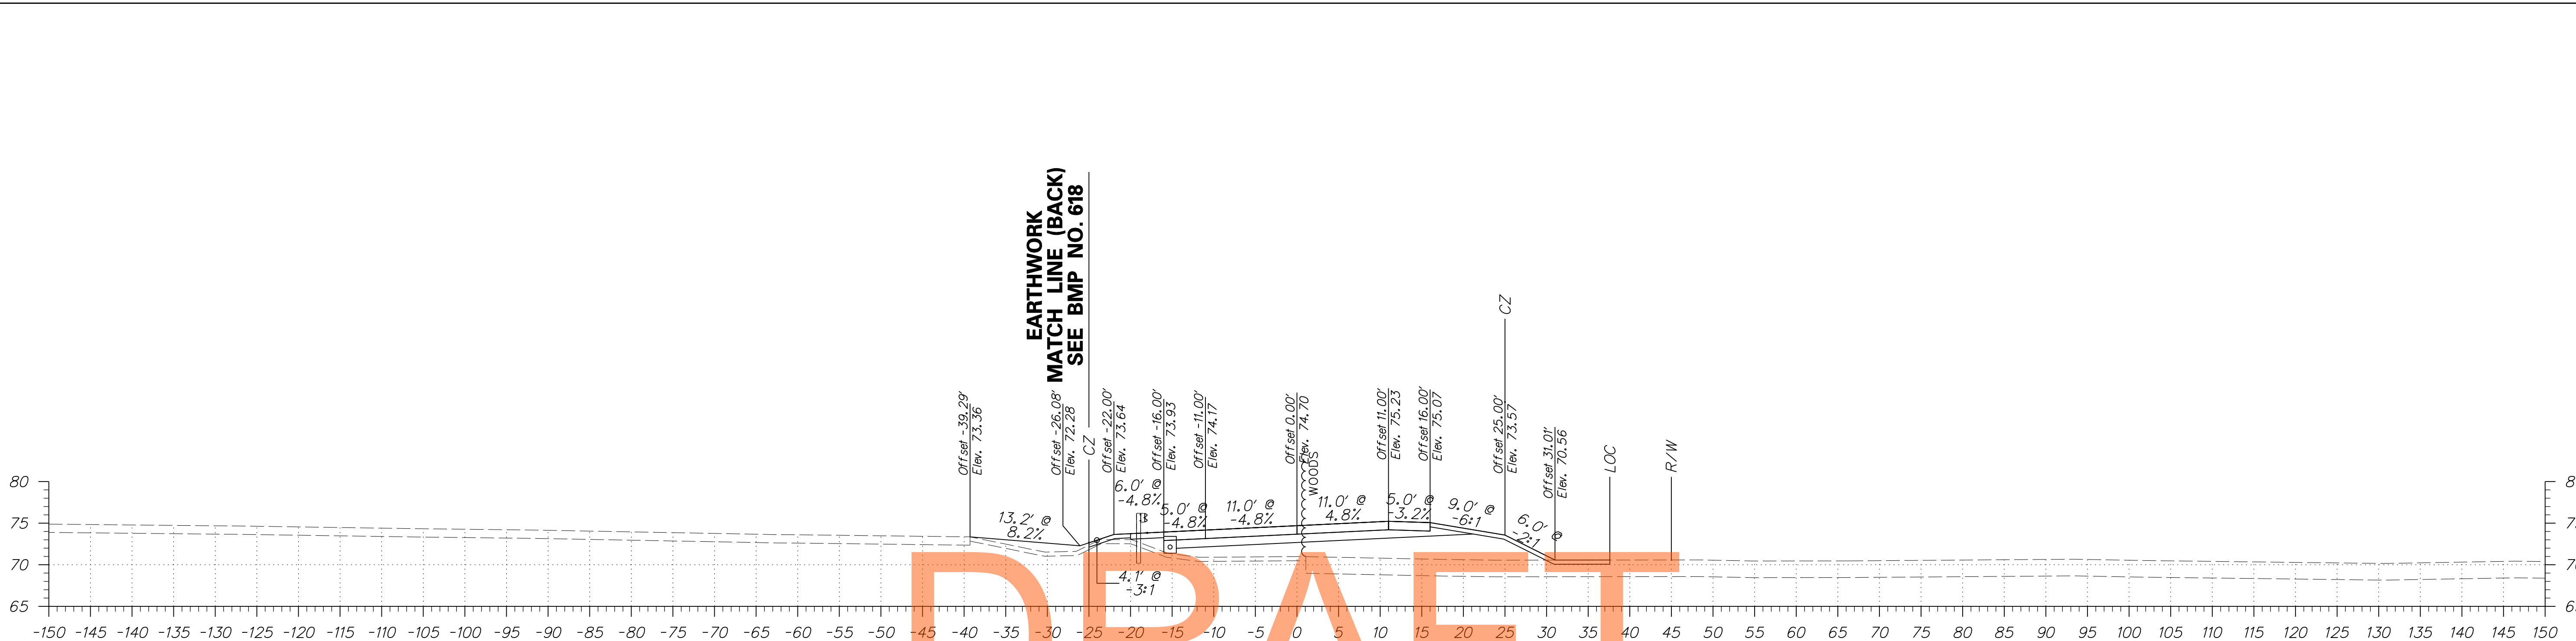 EARTHWORK
MATCH LINE (BACK)
SEE BMP NO. 618
CZ
CZ
Offset -39.29'
Elev. 73.36
Offset -26.08'
Elev. 72.28
Offset -22.00'
Elev. 73.64
Offset -16.00'
Elev. 73.93
Offset -11.00'
Elev. 74.17
Offset 0.00'
Elev. 74.70
Offset 11.00'
Elev. 75.23
Offset 16.00'
Elev. 75.07
Offset 25.00'
Elev. 73.57
Offset 31.01'
Elev. 70.56
LOC
R/W
WOODS
13.2' @
8.2%
6.0' @
-4.8%
5.0' @
-4.8%
11.0' @
-4.8%
11.0' @
4.8%
5.0' @
-3.2%
9.0' @
-6:1
6.0' @
-2:1
4.1' @
-3:1
80
75
70
65
DRAFT
-150 -145 -140 -135 -130 -125 -120 -115 -110 -105 -100 -95 -90 -85 -80 -75 -70 -65 -60 -55 -50 -45 -40 -35 -30 -25 -20 -15 -10 -5 0 5 10 15 20 25 30 35 40 45 50 55 60 65 70 75 80 85 90 95 100 105 110 115 120 125 130 135 140 145 150